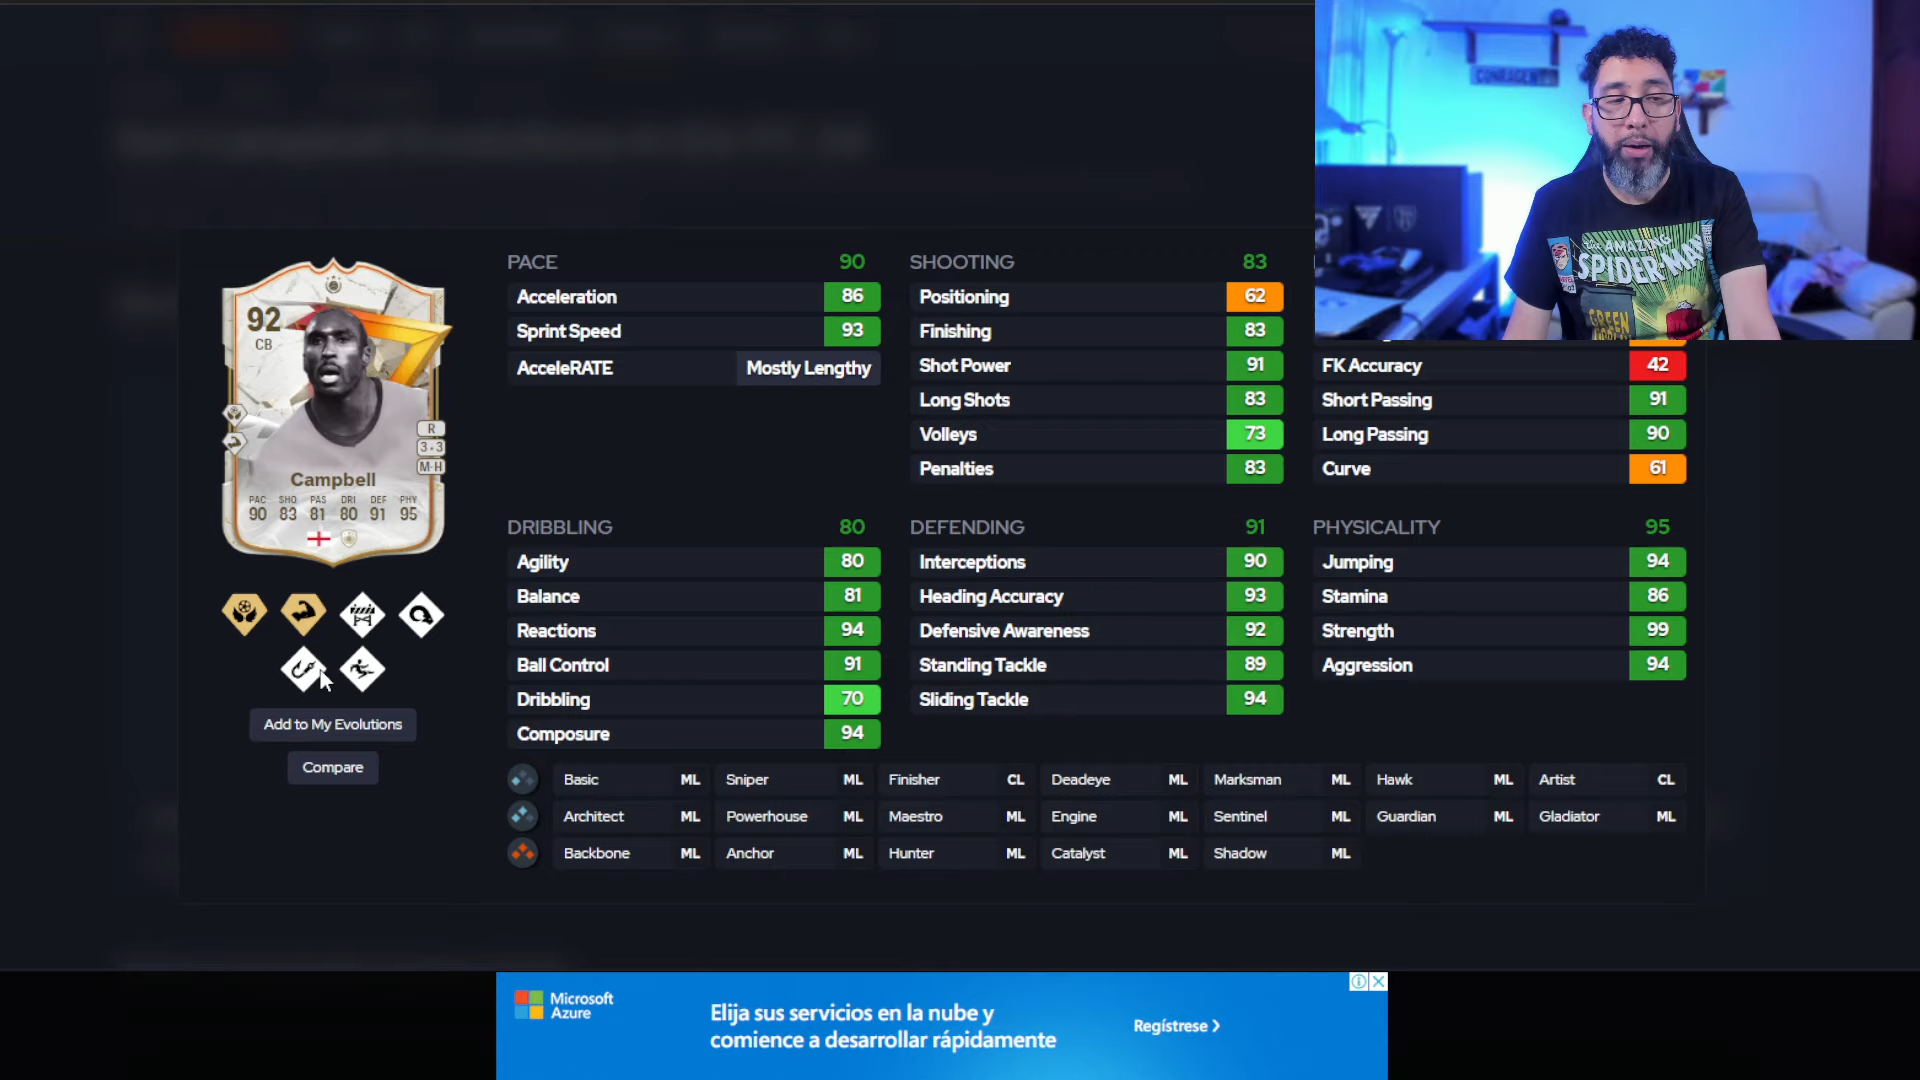 92
CB
R
3⋆3
M·H
Campbell
PAC SHO PAS DRI DEF PHY
90 83 81 80 91 95
Add to My Evolutions
Compare
PACE 90
Acceleration 86
Sprint Speed 93
AcceleRATE Mostly Lengthy
SHOOTING 83
Positioning 62
Finishing 83
Shot Power 91
Long Shots 83
Volleys 73
Penalties 83
FK Accuracy 42
Short Passing 91
Long Passing 90
Curve 61
DRIBBLING 80
Agility 80
Balance 81
Reactions 94
Ball Control 91
Dribbling 70
Composure 94
DEFENDING 91
Interceptions 90
Heading Accuracy 93
Defensive Awareness 92
Standing Tackle 89
Sliding Tackle 94
PHYSICALITY 95
Jumping 94
Stamina 86
Strength 99
Aggression 94
Basic ML Sniper ML Finisher CL Deadeye ML Marksman ML Hawk ML Artist CL
Architect ML Powerhouse ML Maestro ML Engine ML Sentinel ML Guardian ML Gladiator ML
Backbone ML Anchor ML Hunter ML Catalyst ML Shadow ML
the AMAZING
SPIDER-MAN
GREEN
Microsoft
Azure
Elija sus servicios en la nube y
comience a desarrollar rápidamente
Regístrese